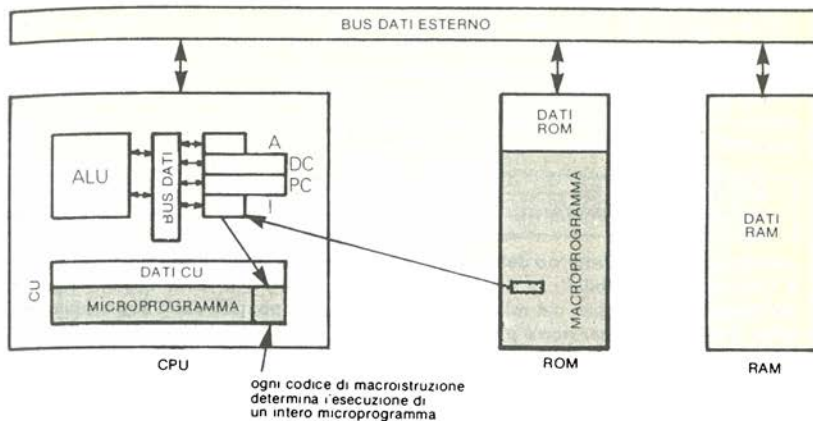 BUS DATI ESTERNO
ALU
BUS DATI
A
DC
PC
I
CU
DATI CU
MICROPROGRAMMA
CPU
ogni codice di macroistruzione
determina l'esecuzione di
un intero microprogramma
DATI
ROM
MACROPROGRAMMA
ROM
DATI
RAM
RAM